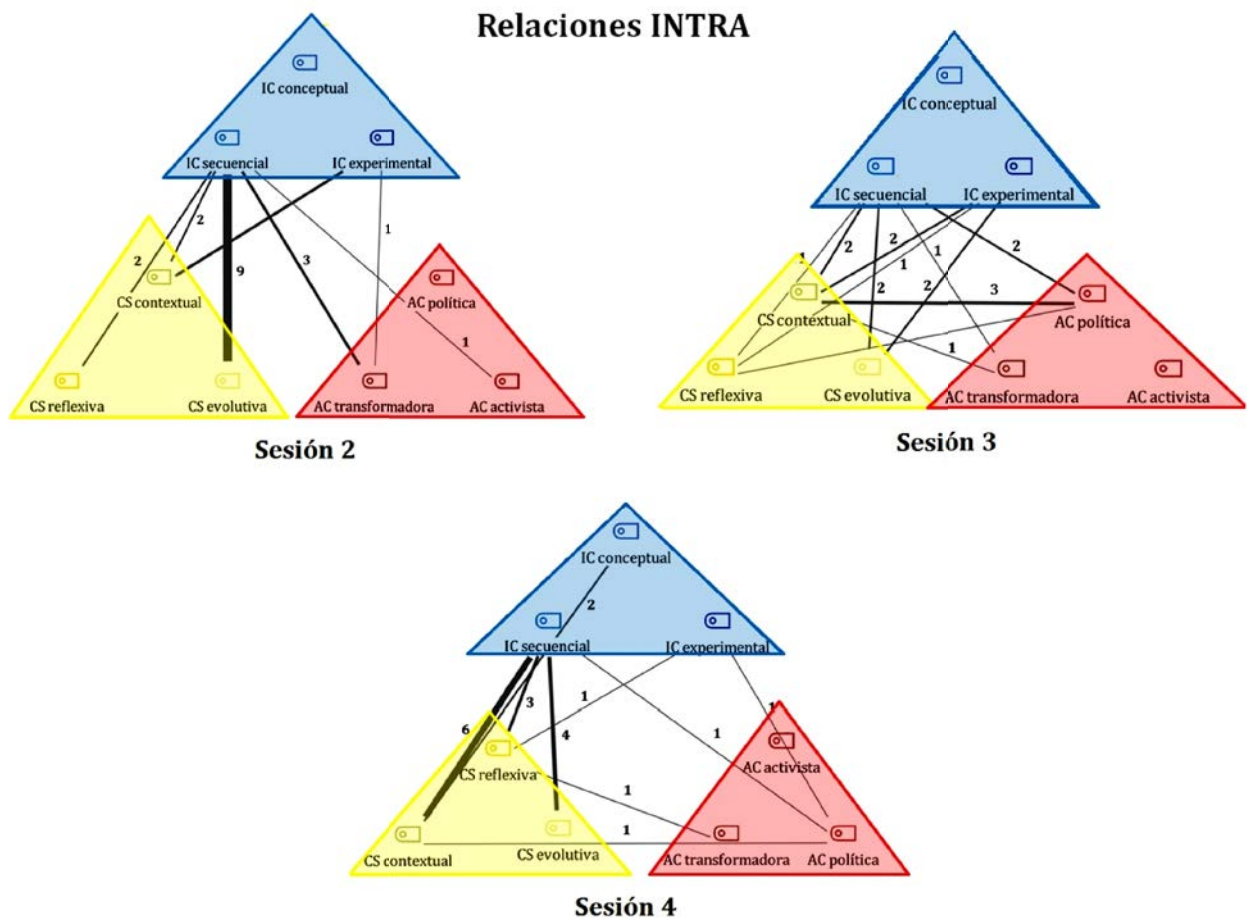 Relaciones INTRA
IC conceptual
IC secuencial
IC experimental
2
1
2
9
3
CS contextual
AC política
1
CS reflexiva
CS evolutiva
AC transformadora
AC activista
Sesión 2
IC conceptual
IC secuencial
IC experimental
1
2
2
1
1
2
2
2
3
CS contextual
AC política
1
CS reflexiva
CS evolutiva
AC transformadora
AC activista
Sesión 3
IC conceptual
2
IC secuencial
IC experimental
3
1
1
6
4
1
AC activista
CS reflexiva
1
1
CS contextual
CS evolutiva
AC transformadora
AC política
Sesión 4